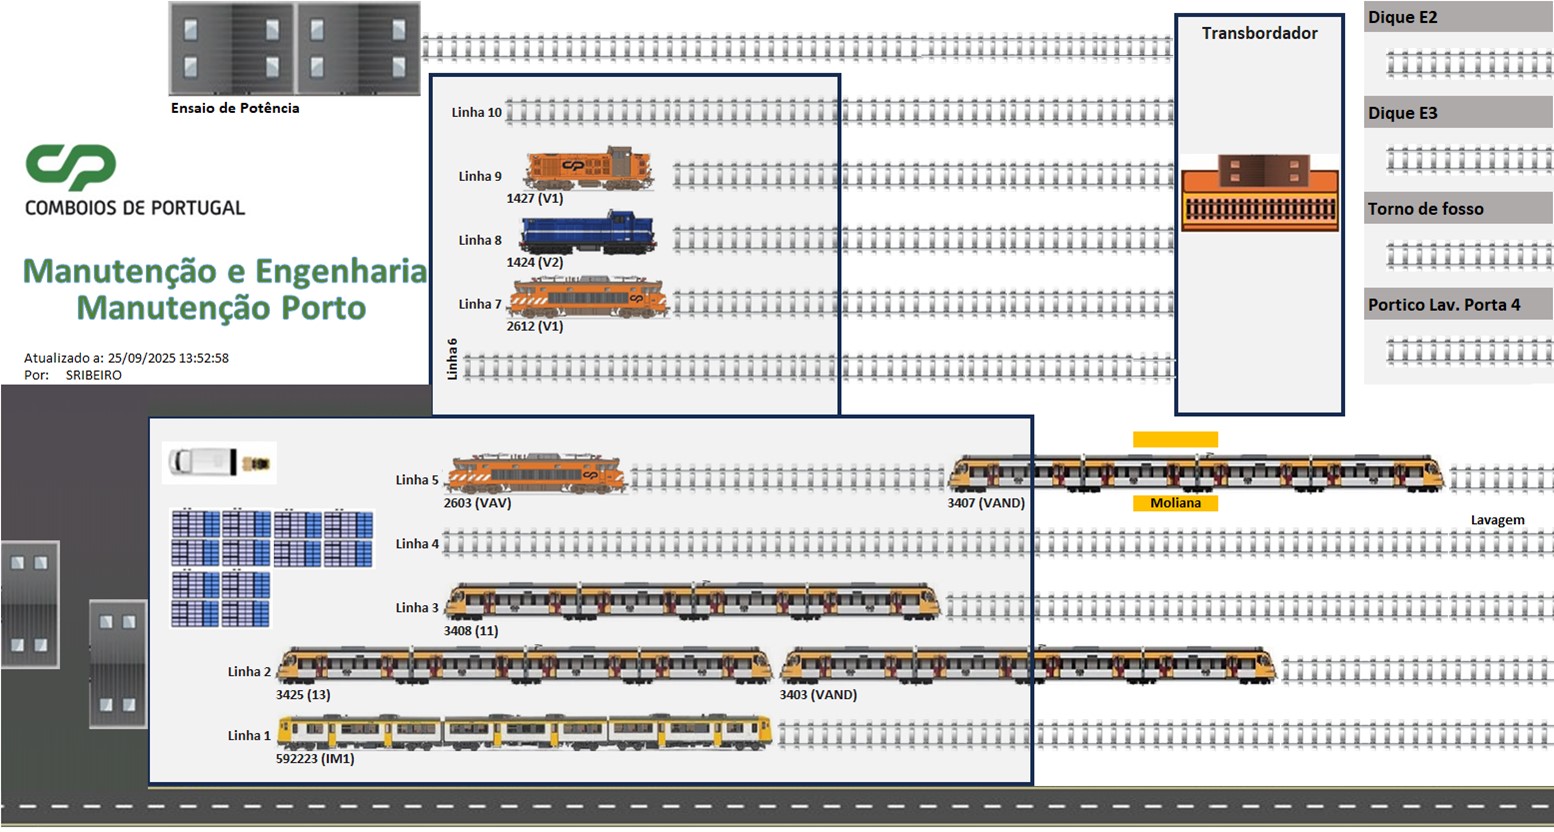 Ensaio de Potência
CP
COMBOIOS DE PORTUGAL
Manutenção e Engenharia
Manutenção Porto
Atualizado a: 25/09/2025 13:52:58
Por: SRIBEIRO
Linha 10
Linha 9
1427 (V1)
Linha 8
1424 (V2)
Linha 7
2612 (V1)
Linha6
Transbordador
Dique E2
Dique E3
Torno de fosso
Portico Lav. Porta 4
Linha 5
2603 (VAV)
3407 (VAND)
Moliana
Lavagem
Linha 4
Linha 3
3408 (11)
Linha 2
3425 (13)
3403 (VAND)
Linha 1
592223 (IM1)